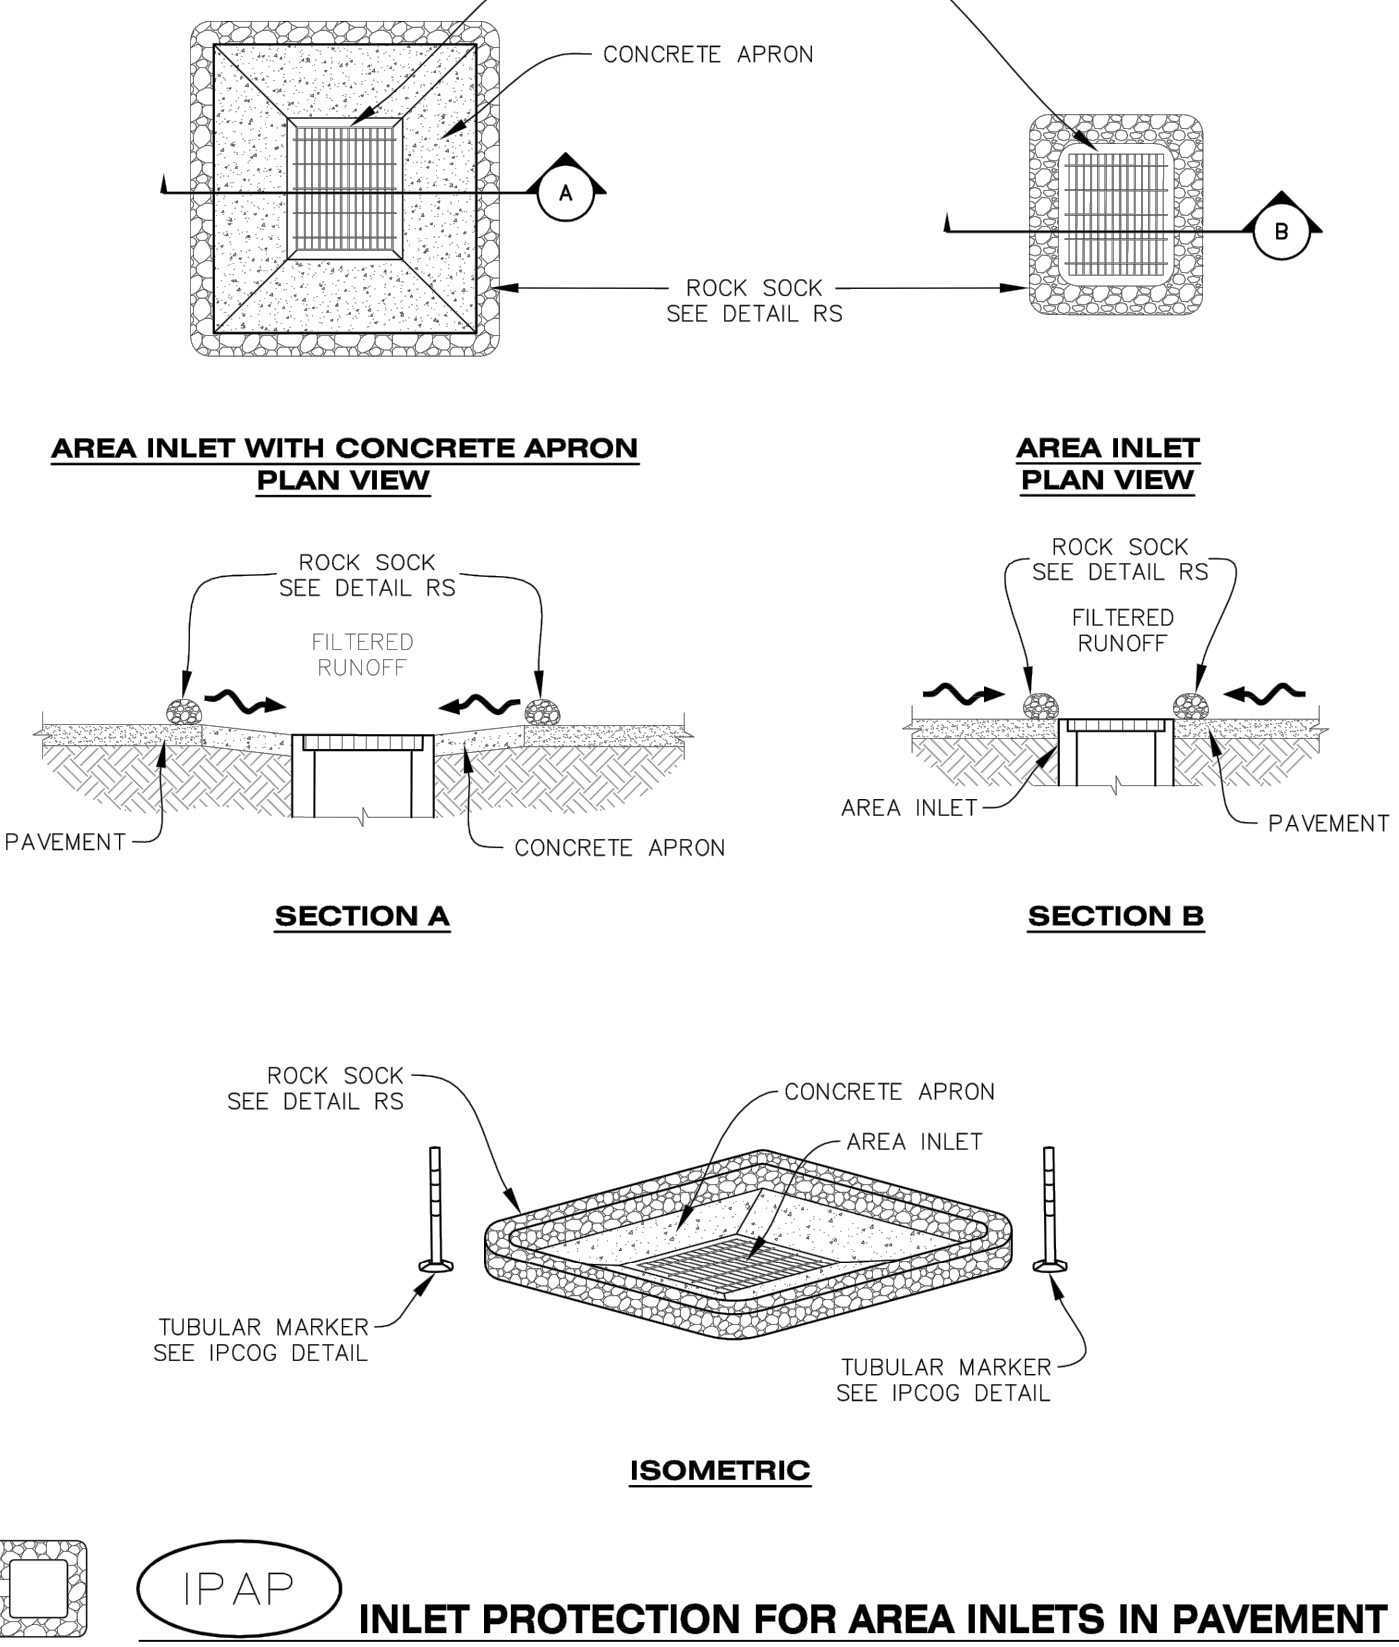 CONCRETE APRON
A
B
ROCK SOCK
SEE DETAIL RS
AREA INLET WITH CONCRETE APRON
PLAN VIEW
AREA INLET
PLAN VIEW
ROCK SOCK
SEE DETAIL RS
FILTERED
RUNOFF
PAVEMENT
CONCRETE APRON
SECTION A
ROCK SOCK
SEE DETAIL RS
FILTERED
RUNOFF
AREA INLET
PAVEMENT
SECTION B
ROCK SOCK
SEE DETAIL RS
CONCRETE APRON
AREA INLET
TUBULAR MARKER
SEE IPCOG DETAIL
TUBULAR MARKER
SEE IPCOG DETAIL
ISOMETRIC
IPAP
INLET PROTECTION FOR AREA INLETS IN PAVEMENT